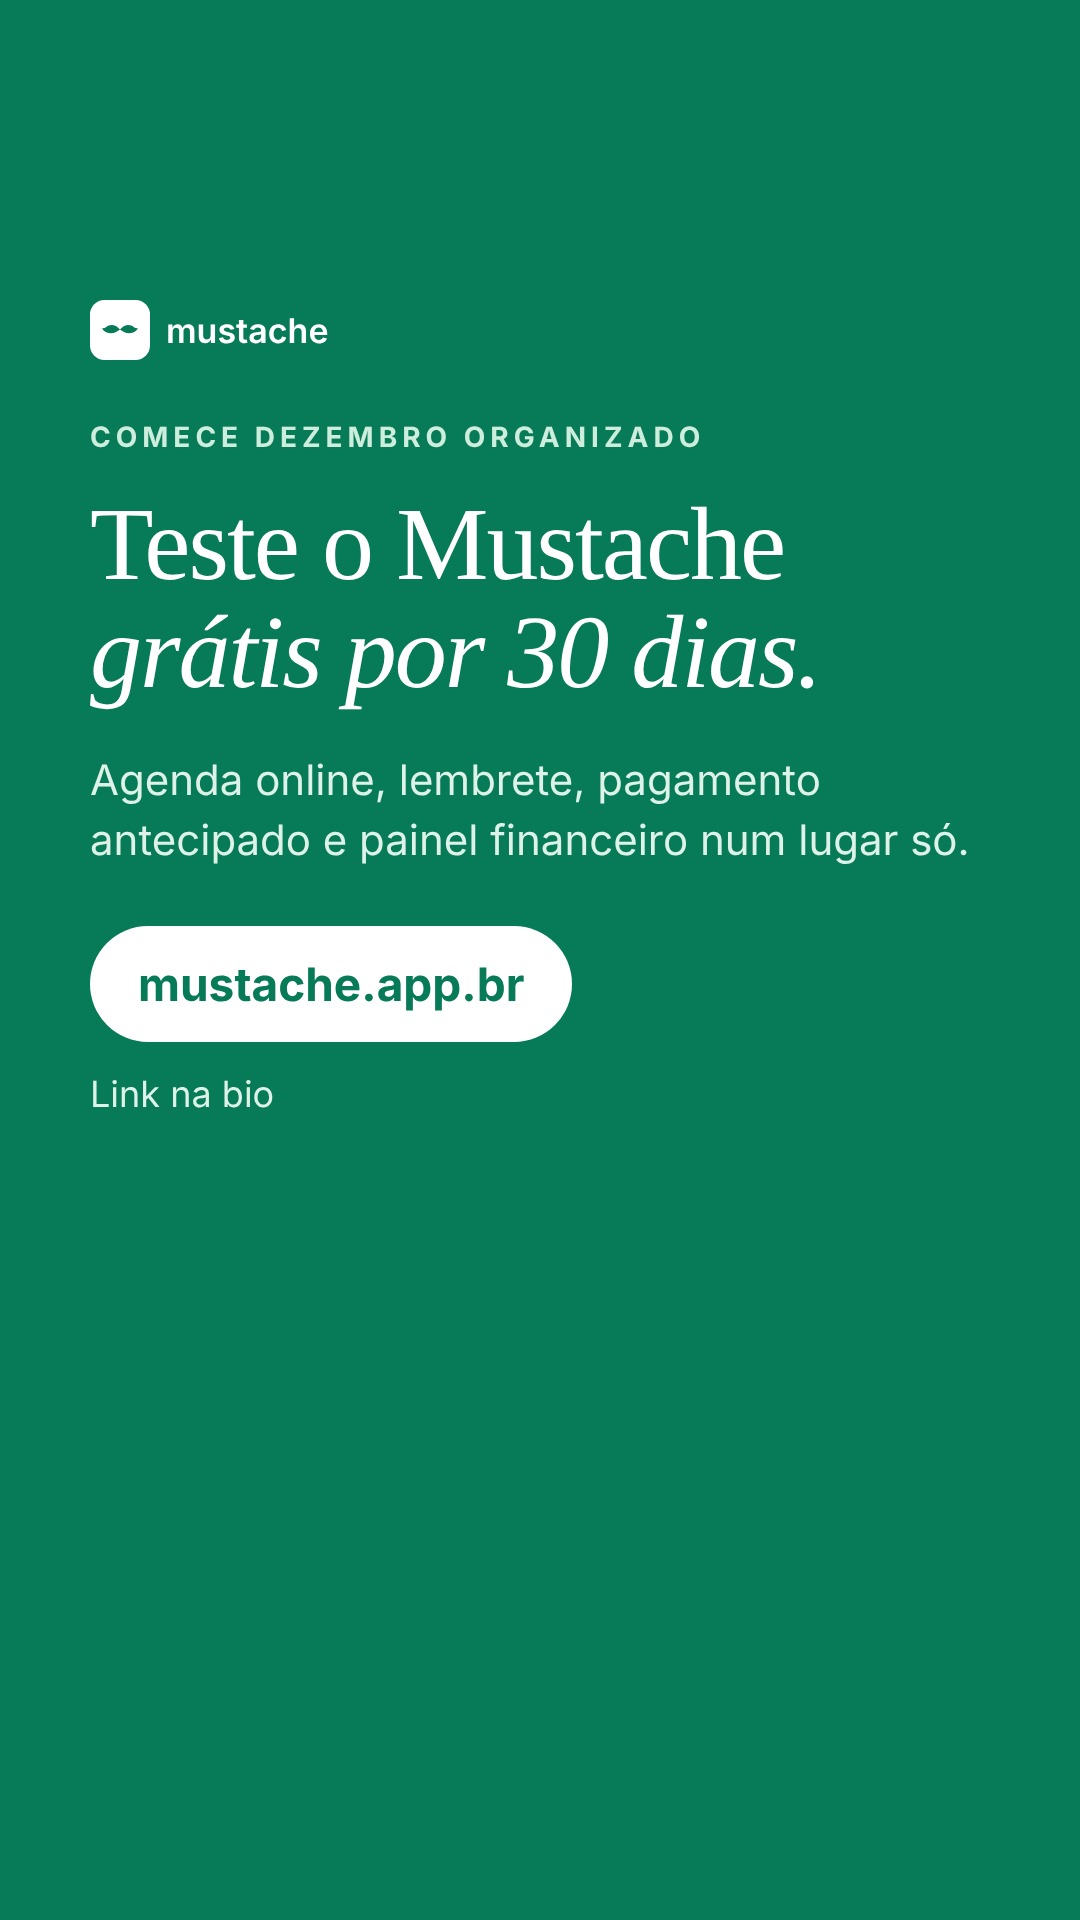 mustache
COMECE DEZEMBRO ORGANIZADO
Teste o Mustache
grátis por 30 dias.
Agenda online, lembrete, pagamento
antecipado e painel financeiro num lugar só.
mustache.app.br
Link na bio